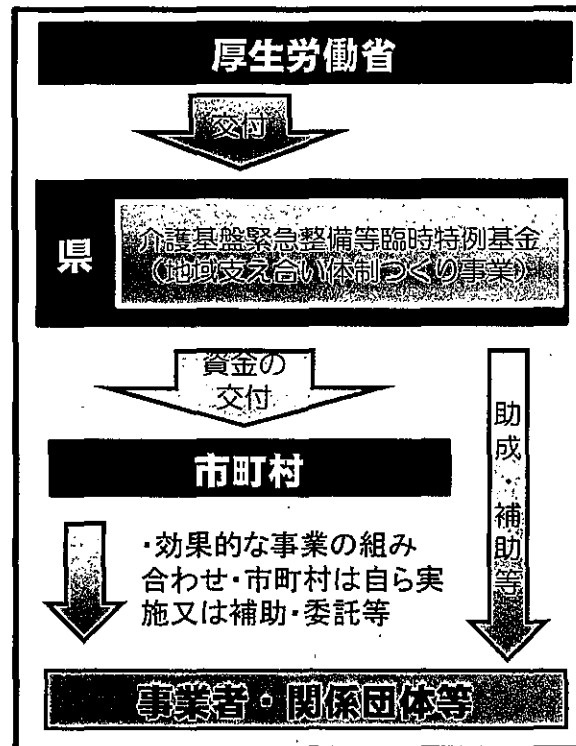 厚生労働省
交付
県
介護基盤緊急整備等臨時特例基金
(地域支え合い体制づくり事業)
資金の
交付
市町村
助成・補助等
・効果的な事業の組み
合わせ・市町村は自ら実
施又は補助・委託等
事業者・関係団体等